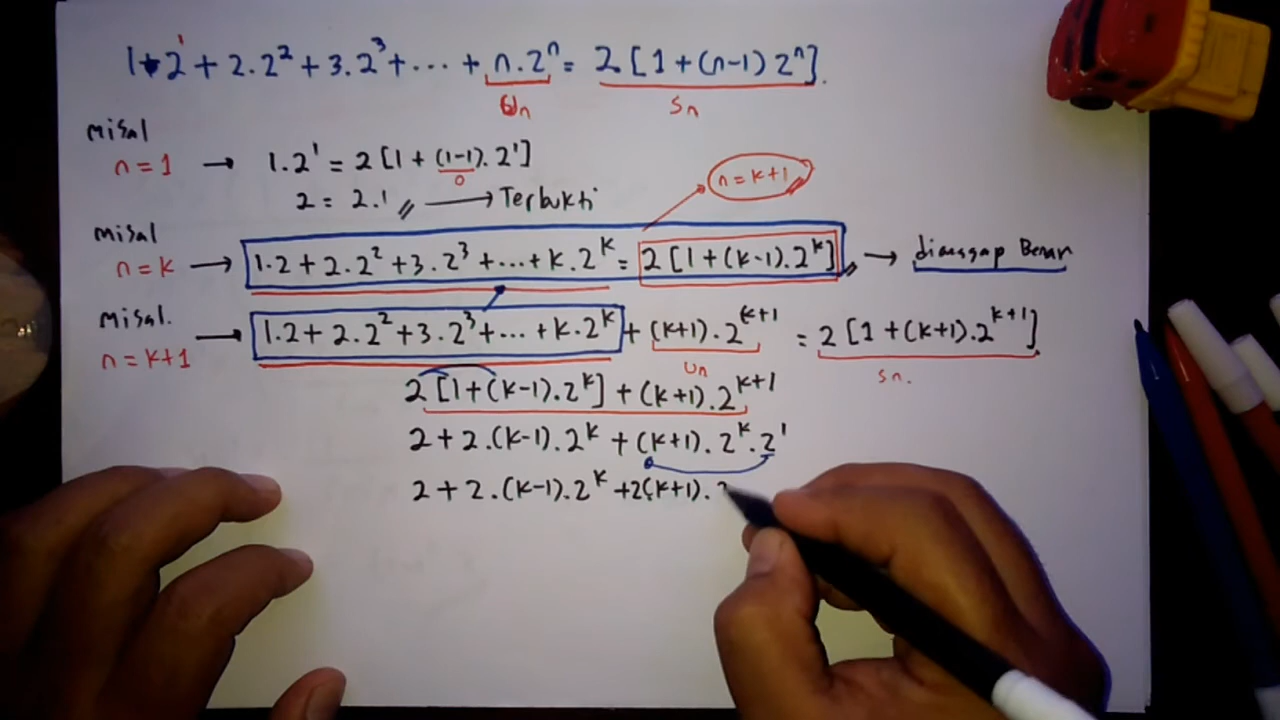 1.2¹ + 2.2² + 3.2³ + ... + n.2ⁿ = 2[1+(n-1)2ⁿ].
Un
Sn
misal
n=1 → 1.2¹ = 2[1+(1-1).2¹]
0
2 = 2.1 → Terbukti
n=k+1
misal
n=k → 1.2+2.2²+3.2³+...+k.2ᵏ = 2[1+(k-1).2ᵏ] → dianggap Benar
misal.
n=k+1 → 1.2+2.2²+3.2³+...+k.2ᵏ + (k+1).2ᵏ⁺¹ = 2[1+(k+1).2ᵏ⁺¹]
Un
Sn.
2[1+(k-1).2ᵏ] + (k+1).2ᵏ⁺¹
2+2.(k-1).2ᵏ + (k+1).2ᵏ.2¹
2+2.(k-1).2ᵏ +2(k+1).2